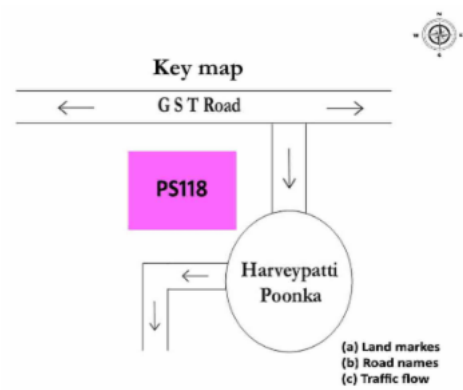 Key map
G S T Road
PS118
Harveypatti
Poonka
(a) Land markes
(b) Road names
(c) Traffic flow